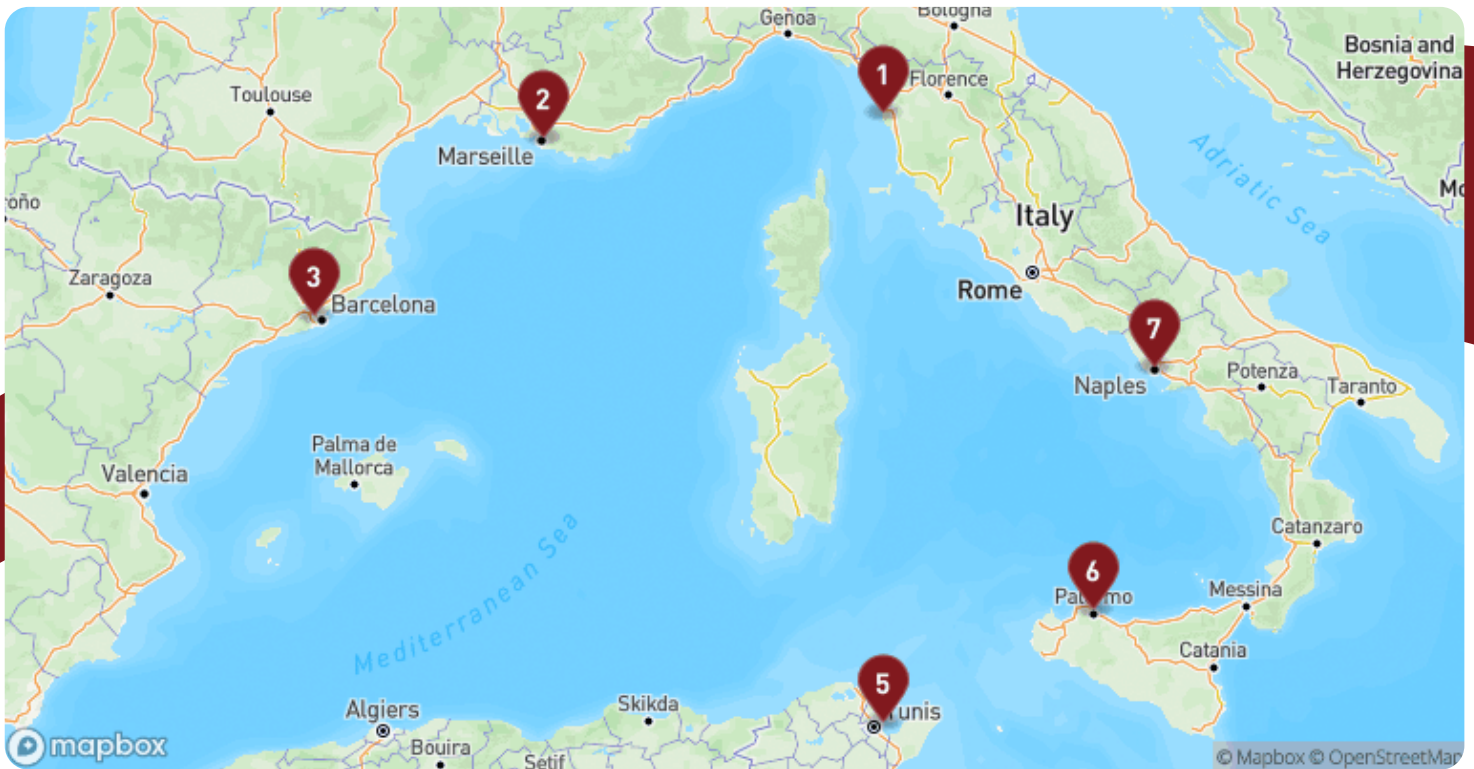 Genoa
Bologna
Bosnia and
Herzegovina
1
Florence
2
Toulouse
Marseille
Adriatic Sea
roño
Italy
3
Zaragoza
Barcelona
Rome
7
Naples
Potenza
Taranto
Palma de
Mallorca
Valencia
Catanzaro
Mediterranean Sea
6
Messina
Catania
5
Algiers
Skikda
Bouira
Setif
mapbox
© Mapbox © OpenStreetMap